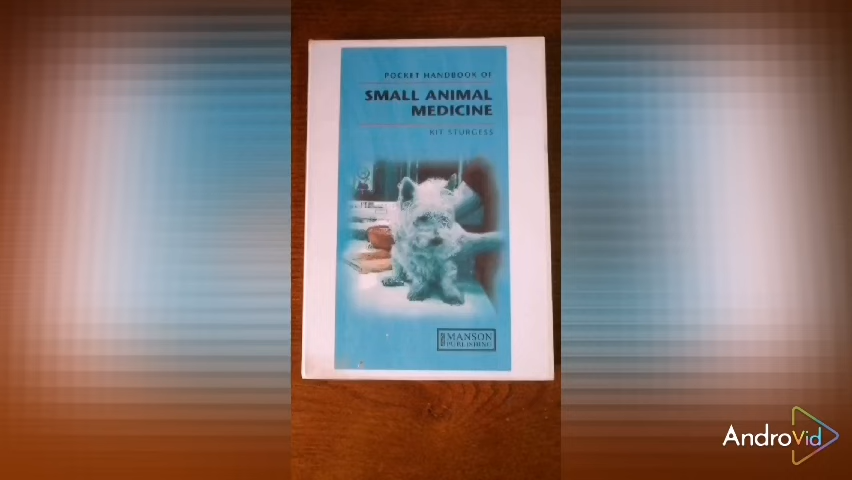 POCKET HANDBOOK OF
SMALL ANIMAL
MEDICINE
KIT STURGESS
MANSON
PUBLISHING
AndroVid